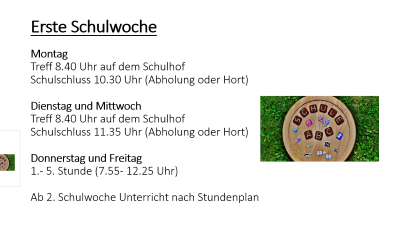 Erste Schulwoche
Montag
Treff 8.40 Uhr auf dem Schulhof
Schulschluss 10.30 Uhr (Abholung oder Hort)
Dienstag und Mittwoch
Treff 8.40 Uhr auf dem Schulhof
Schulschluss 11.35 Uhr (Abholung oder Hort)
Donnerstag und Freitag
1.- 5. Stunde (7.55- 12.25 Uhr)
Ab 2. Schulwoche Unterricht nach Stundenplan
SCHULE
ABC